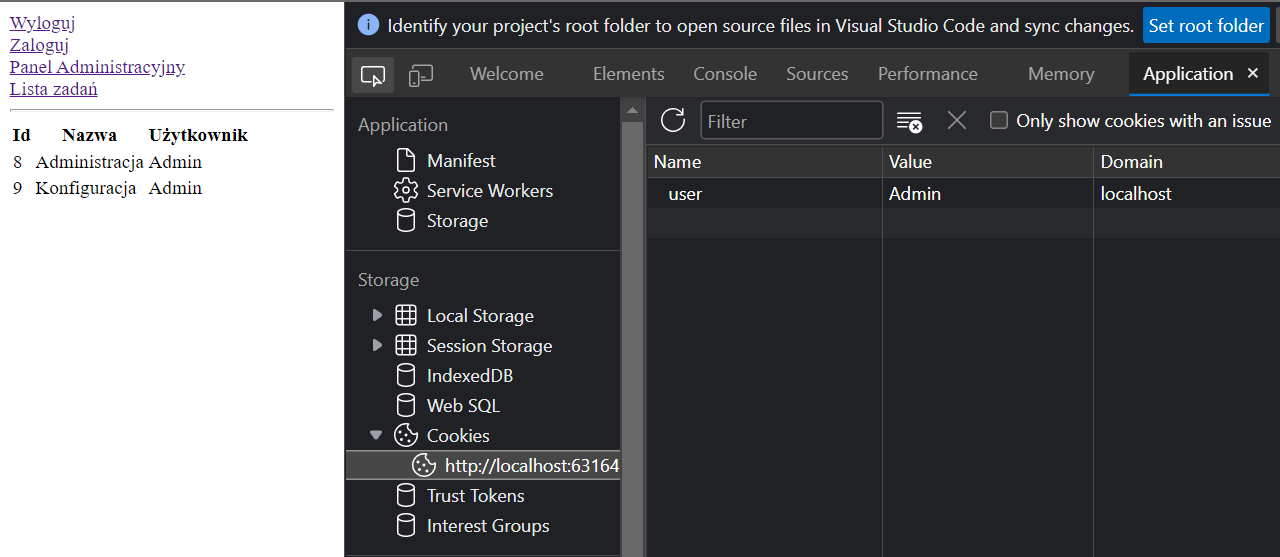 Wyloguj
Zaloguj
Panel Administracyjny
Lista zadań
Id Nazwa Użytkownik
8 Administracja Admin
9 Konfiguracja Admin
Identify your project's root folder to open source files in Visual Studio Code and sync changes. Set root folder
Welcome Elements Console Sources Performance Memory Application
Application
Manifest
Service Workers
Storage
Storage
Local Storage
Session Storage
IndexedDB
Web SQL
Cookies
http://localhost:63164
Trust Tokens
Interest Groups
Filter Only show cookies with an issue
Name Value Domain
user Admin localhost